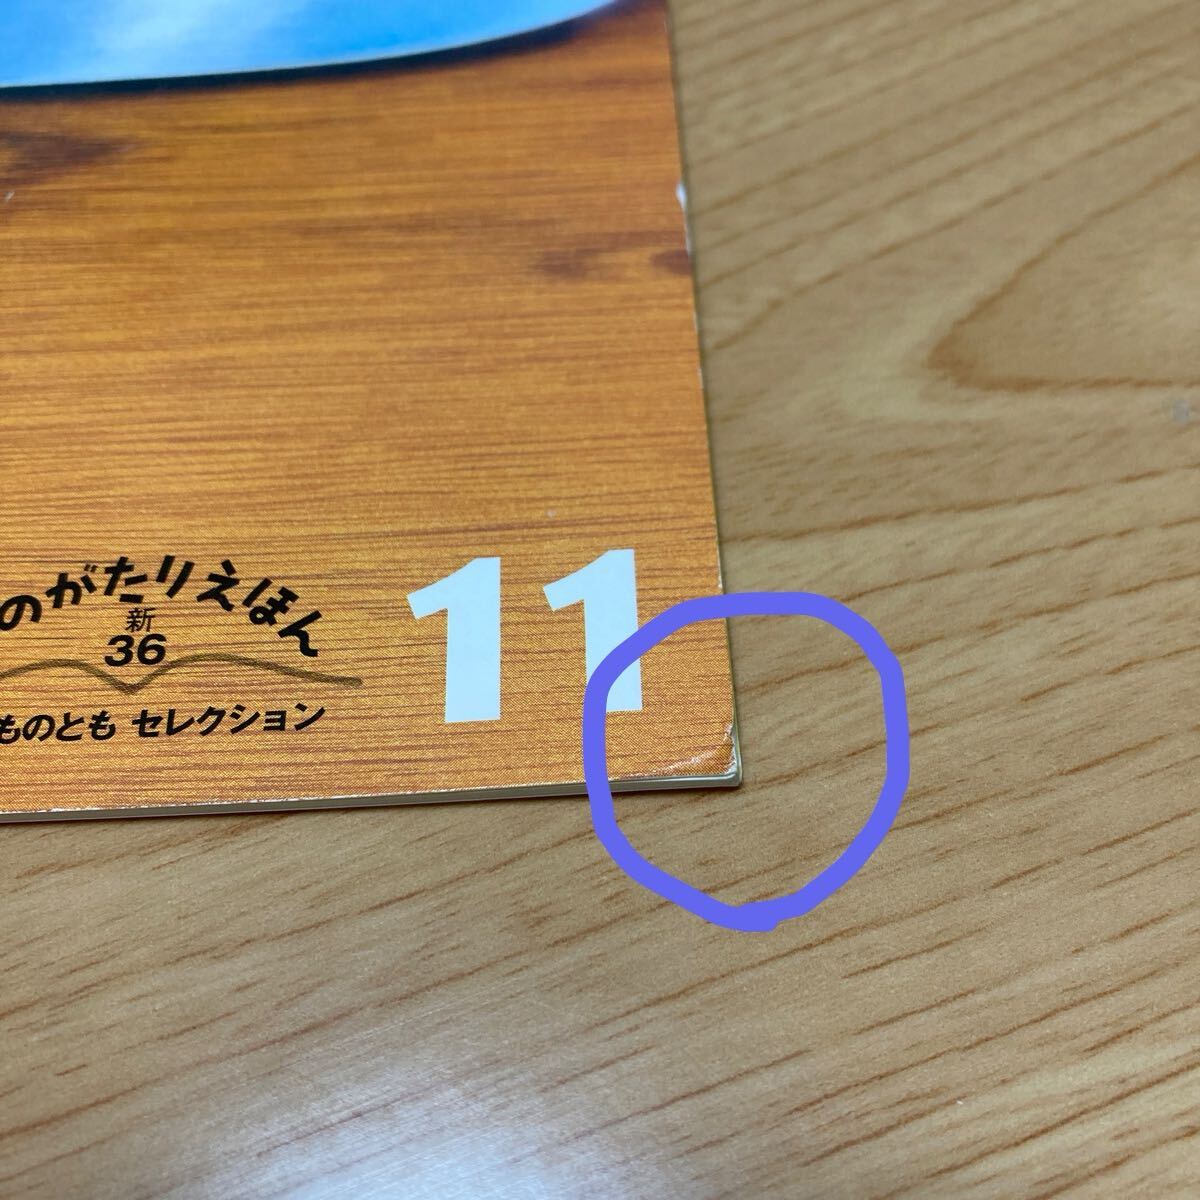 のがたりえほん
新
36
ものとも セレクション
11